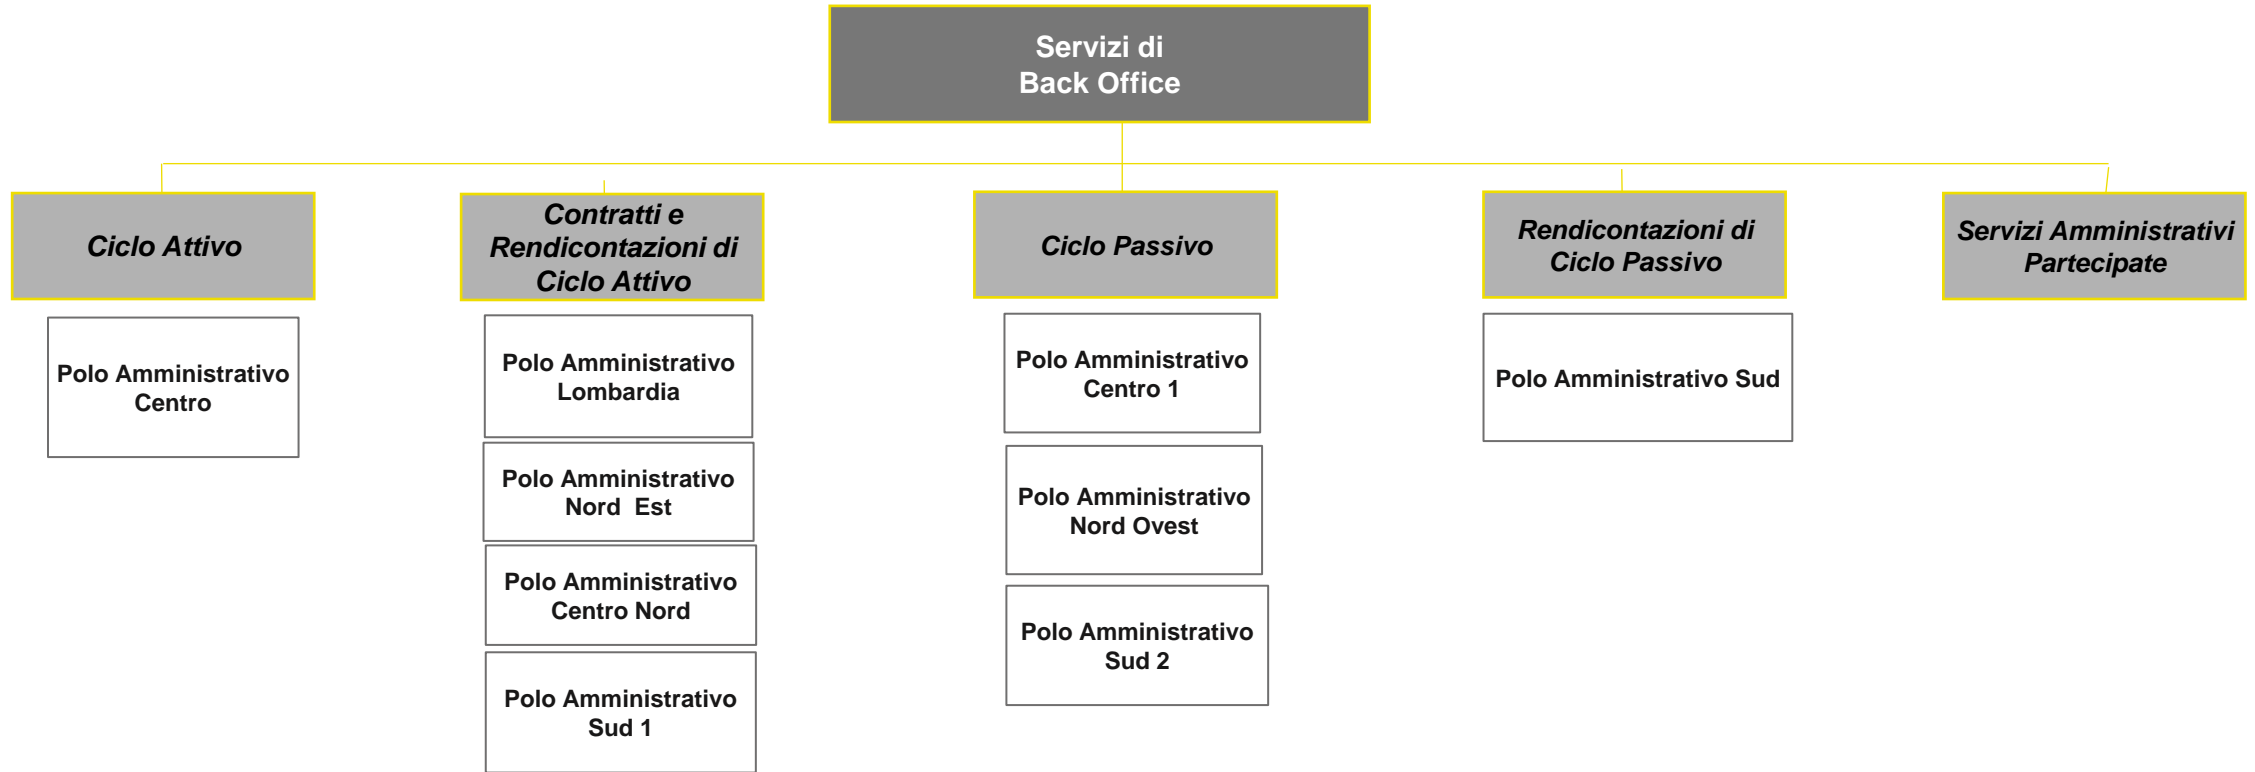 Servizi di
Back Office
Ciclo Attivo
Contratti e
Rendicontazioni di
Ciclo Attivo
Ciclo Passivo
Rendicontazioni di
Ciclo Passivo
Servizi Amministrativi
Partecipate
Polo Amministrativo
Centro
Polo Amministrativo
Lombardia
Polo Amministrativo
Nord  Est
Polo Amministrativo
Centro Nord
Polo Amministrativo
Sud 1
Polo Amministrativo
Centro 1
Polo Amministrativo
Nord Ovest
Polo Amministrativo
Sud 2
Polo Amministrativo Sud